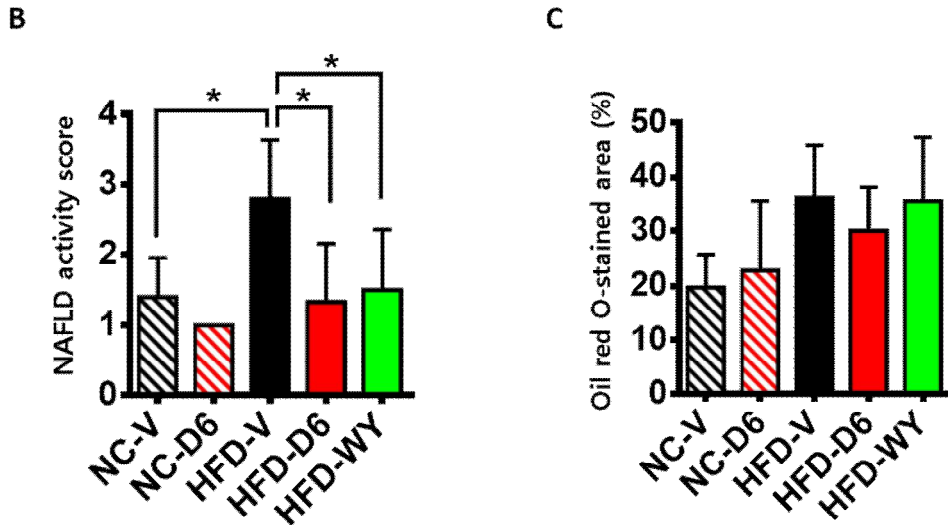 B
NAFLD activity score
4
3
2
1
0
*
*
*
NC-V
NC-D6
HFD-V
HFD-D6
HFD-WY
C
Oil red O-stained area (%)
50
40
30
20
10
0
NC-V
NC-D6
HFD-V
HFD-D6
HFD-WY